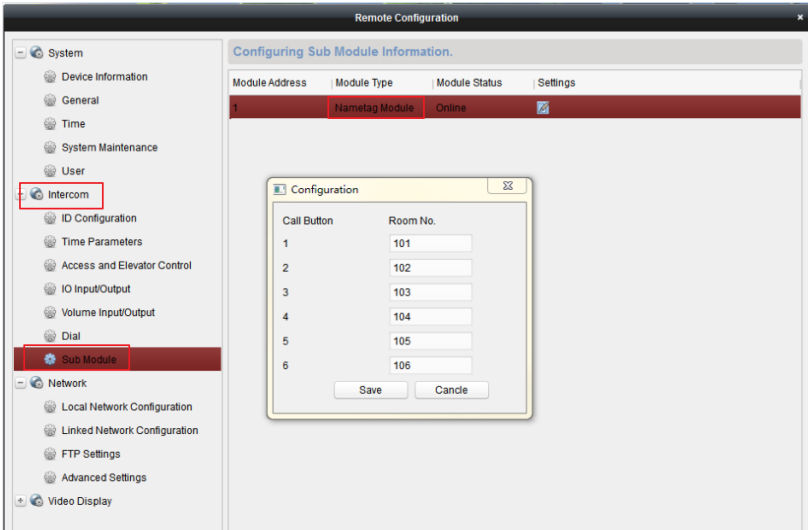 Remote Configuration
System
Device Information
General
Time
System Maintenance
User
Intercom
ID Configuration
Time Parameters
Access and Elevator Control
IO Input/Output
Volume Input/Output
Dial
Sub Module
Network
Local Network Configuration
Linked Network Configuration
FTP Settings
Advanced Settings
Video Display
Configuring Sub Module Information.
Module Address Module Type Module Status Settings
1 Nametag Module Online
Configuration
Call Button Room No.
1 101
2 102
3 103
4 104
5 105
6 106
Save Cancle